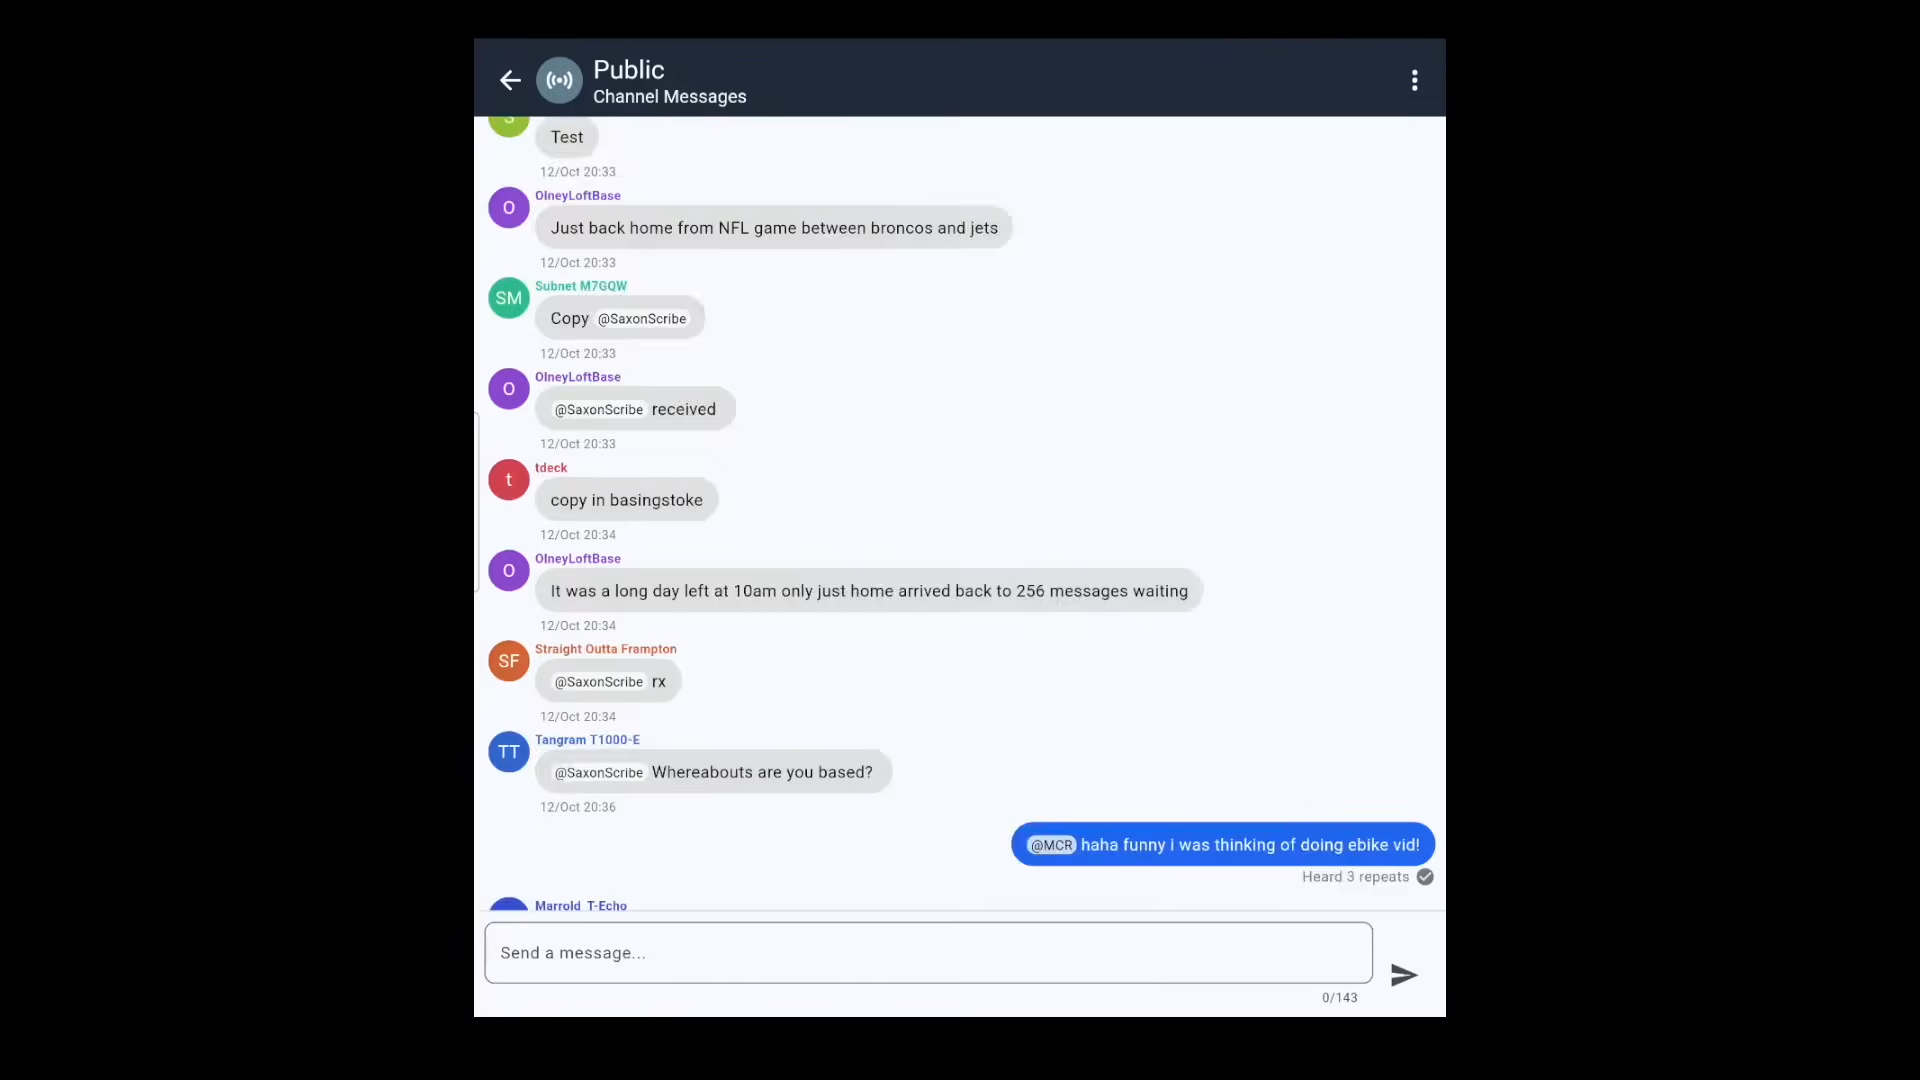 Public
Channel Messages
S
Test
12/Oct 20:33
OlneyLoftBase
O
Just back home from NFL game between broncos and jets
12/Oct 20:33
Subnet M7GQW
SM
Copy @SaxonScribe
12/Oct 20:33
OlneyLoftBase
O
@SaxonScribe received
12/Oct 20:33
tdeck
t
copy in basingstoke
12/Oct 20:34
OlneyLoftBase
O
It was a long day left at 10am only just home arrived back to 256 messages waiting
12/Oct 20:34
Straight Outta Frampton
SF
@SaxonScribe rx
12/Oct 20:34
Tangram T1000-E
TT
@SaxonScribe Whereabouts are you based?
12/Oct 20:36
@MCR haha funny i was thinking of doing ebike vid!
Heard 3 repeats
Marrold T-Echo
Send a message...
0/143